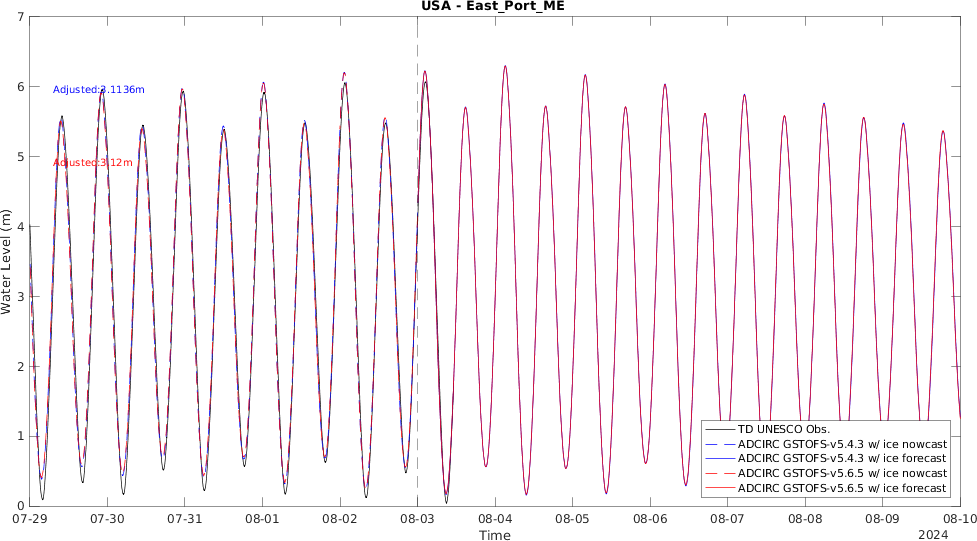 USA - East_Port_ME
7
6
5
4
3
2
1
0
Water Level (m)
Adjusted:3.1136m
Adjusted:3.12m
TD UNESCO Obs.
ADCIRC GSTOFS-v5.4.3 w/ ice nowcast
ADCIRC GSTOFS-v5.4.3 w/ ice forecast
ADCIRC GSTOFS-v5.6.5 w/ ice nowcast
ADCIRC GSTOFS-v5.6.5 w/ ice forecast
07-29 07-30 07-31 08-01 08-02 08-03 08-04 08-05 08-06 08-07 08-08 08-09 08-10
Time
2024